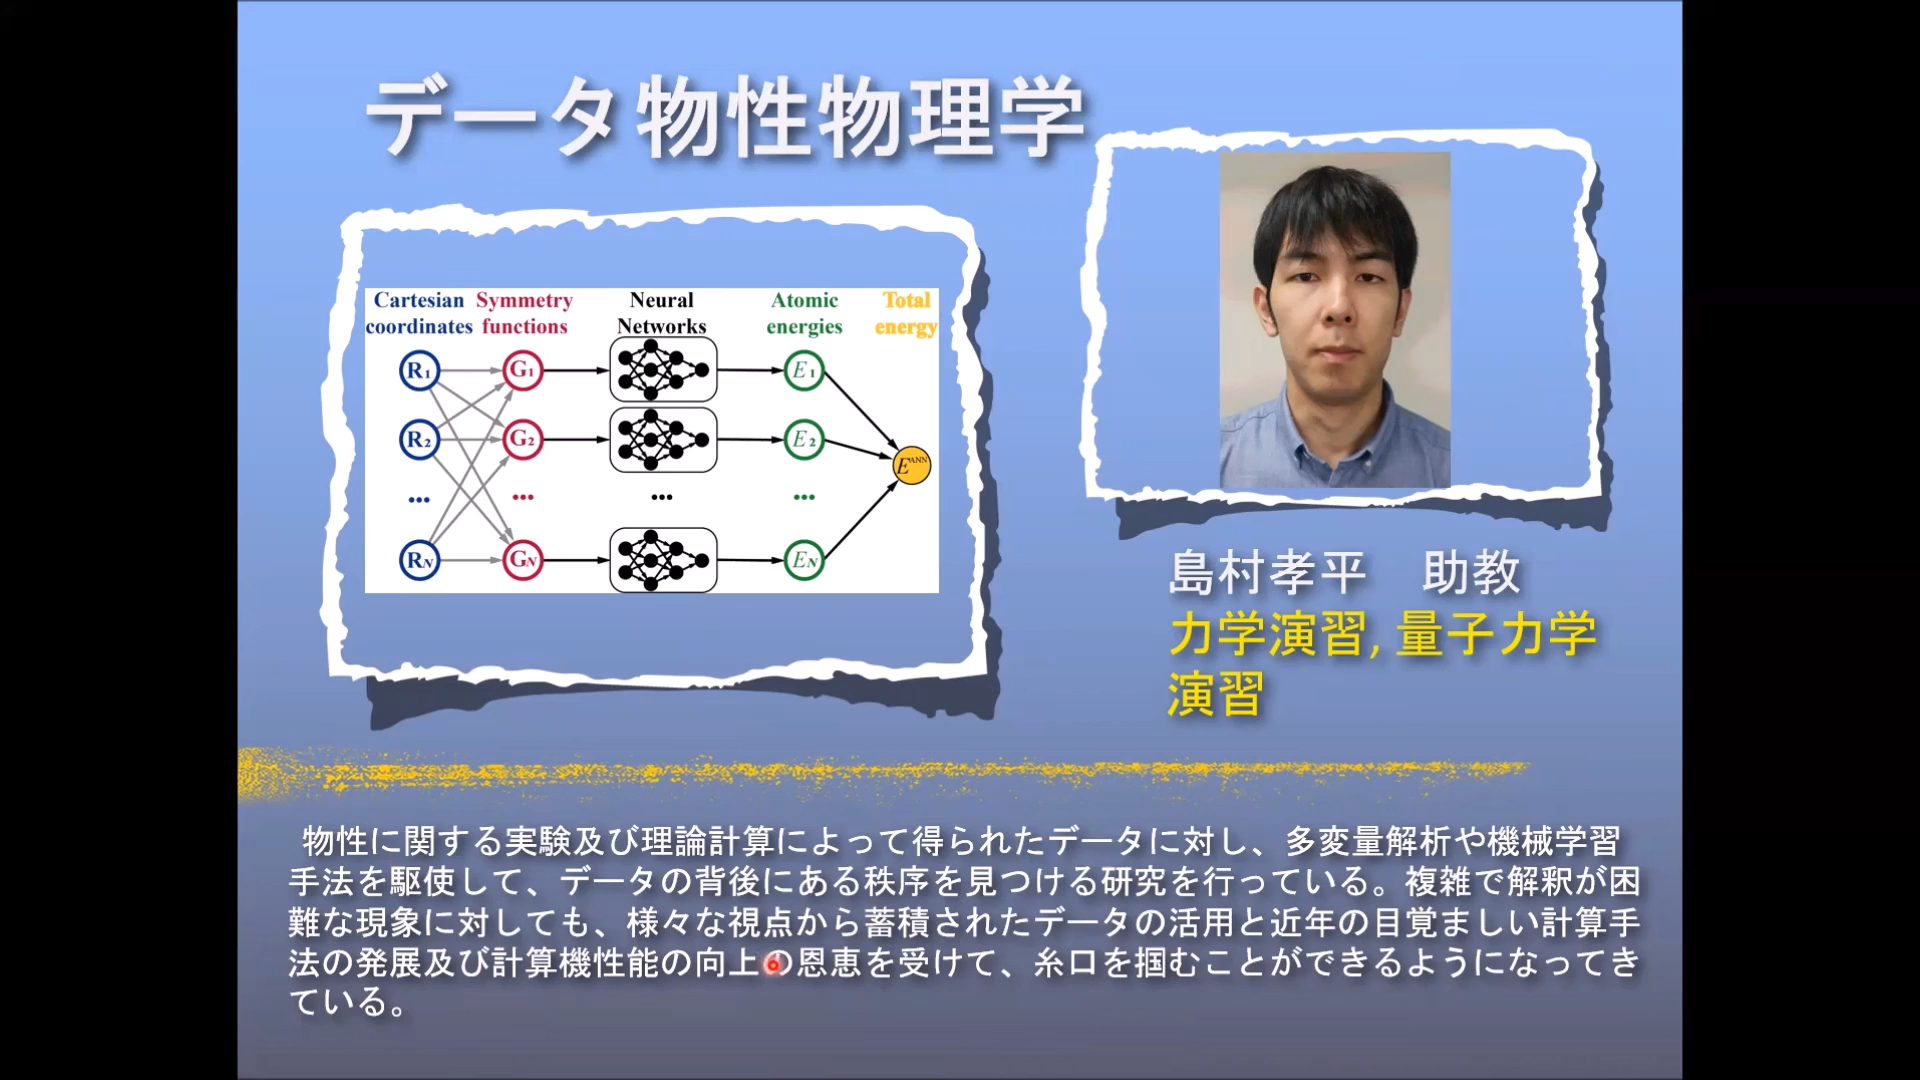 データ物性物理学
Cartesian coordinates
Symmetry functions
Neural Networks
Atomic energies
Total energy
R₁ G₁ E₁
R₂ G₂ E₂
Eᴬᴺᴺ
... ... ... ...
R_N G_N E_N
島村孝平　助教
力学演習, 量子力学
演習
物性に関する実験及び理論計算によって得られたデータに対し、多変量解析や機械学習
手法を駆使して、データの背後にある秩序を見つける研究を行っている。複雑で解釈が困
難な現象に対しても、様々な視点から蓄積されたデータの活用と近年の目覚ましい計算手
法の発展及び計算機性能の向上の恩恵を受けて、糸口を掴むことができるようになってき
ている。